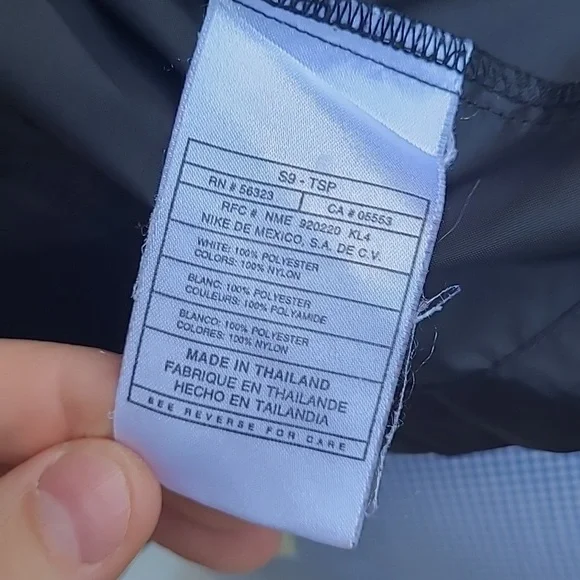 S9 - TSP
RN # 56323 CA # 05553
RFC # NME 920220 KL4
NIKE DE MEXICO, S.A. DE C.V.
WHITE: 100% POLYESTER
COLORS: 100% NYLON
BLANC: 100% POLYESTER
COULEURS: 100% POLYAMIDE
BLANCO: 100% POLYESTER
COLORES: 100% NYLON
MADE IN THAILAND
FABRIQUE EN THAILANDE
HECHO EN TAILANDIA
SEE REVERSE FOR CARE